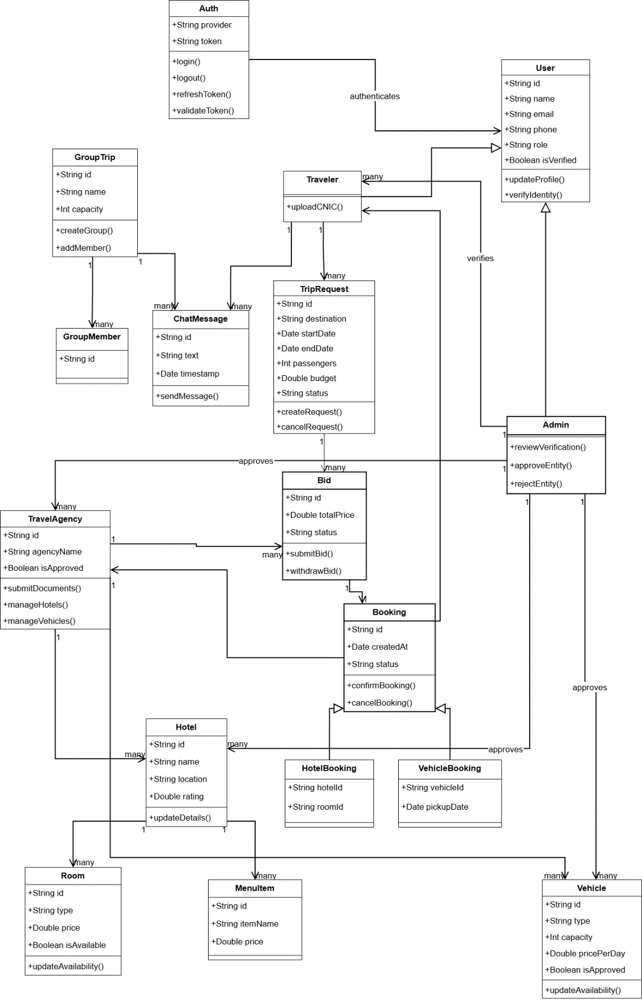 Auth
+String provider
+String token
+login()
+logout()
+refreshToken()
+validateToken()
authenticates
User
+String id
+String name
+String email
+String phone
+String role
+Boolean isVerified
+updateProfile()
+verifyIdentity()
GroupTrip
+String id
+String name
+Int capacity
+createGroup()
+addMember()
1
1
many
many
Traveler
+uploadCNIC()
many
1
1
many
many
verifies
GroupMember
+String id
ChatMessage
+String id
+String text
+Date timestamp
+sendMessage()
TripRequest
+String id
+String destination
+Date startDate
+Date endDate
+Int passengers
+Double budget
+String status
+createRequest()
+cancelRequest()
1
many
Admin
+reviewVerification()
+approveEntity()
+rejectEntity()
1
1
1
1
approves
many
Bid
+String id
+Double totalPrice
+String status
+submitBid()
+withdrawBid()
1
1
TravelAgency
+String id
+String agencyName
+Boolean isApproved
+submitDocuments()
+manageHotels()
+manageVehicles()
1
many
1
1
Booking
+String id
+Date createdAt
+String status
+confirmBooking()
+cancelBooking()
approves
approves
Hotel
+String id
+String name
+String location
+Double rating
+updateDetails()
many
many
1
1
HotelBooking
+String hotelId
+String roomId
VehicleBooking
+String vehicleId
+Date pickupDate
many
Room
+String id
+String type
+Double price
+Boolean isAvailable
+updateAvailability()
many
MenuItem
+String id
+String itemName
+Double price
many
many
Vehicle
+String id
+String type
+Int capacity
+Double pricePerDay
+Boolean isApproved
+updateAvailability()